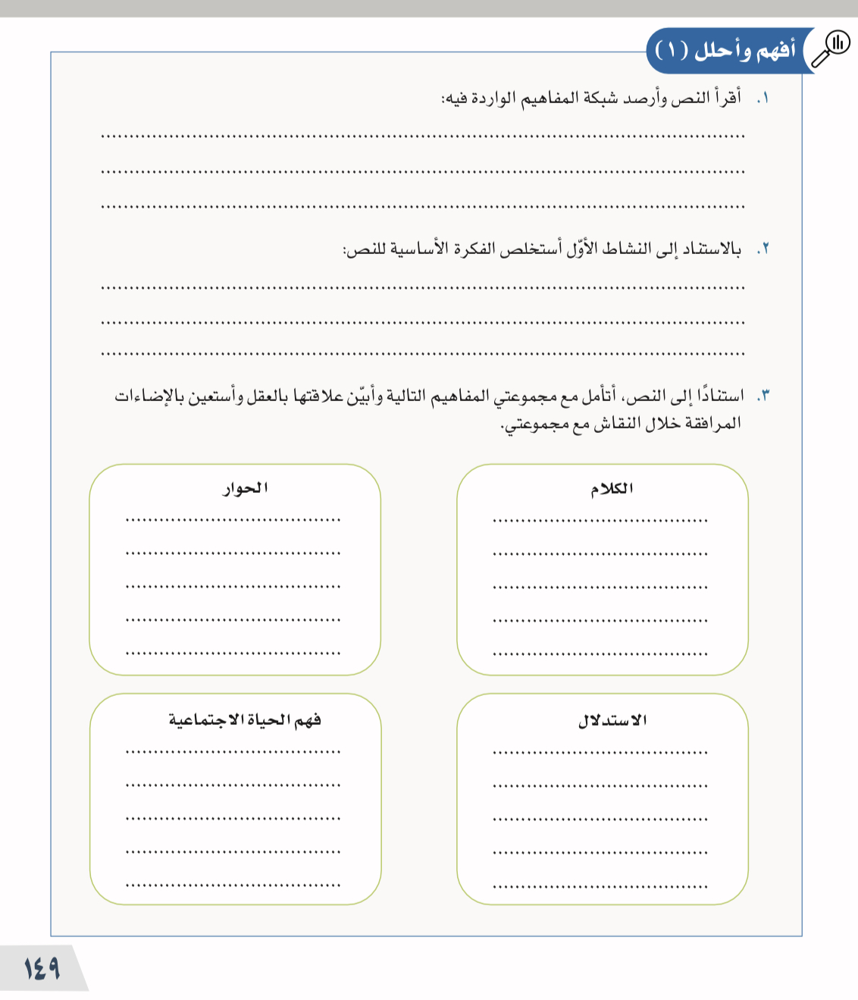 أفهم وأحلل (١)
١. أقرأ النص وأرصد شبكة المفاهيم الواردة فيه:
٢. بالاستناد إلى النشاط الأوّل أستخلص الفكرة الأساسية للنص:
٣. استنادًا إلى النص، أتأمل مع مجموعتي المفاهيم التالية وأبيّن علاقتها بالعقل وأستعين بالإضاءات
المرافقة خلال النقاش مع مجموعتي.
الكلام
الحوار
الاستدلال
فهم الحياة الاجتماعية
١٤٩